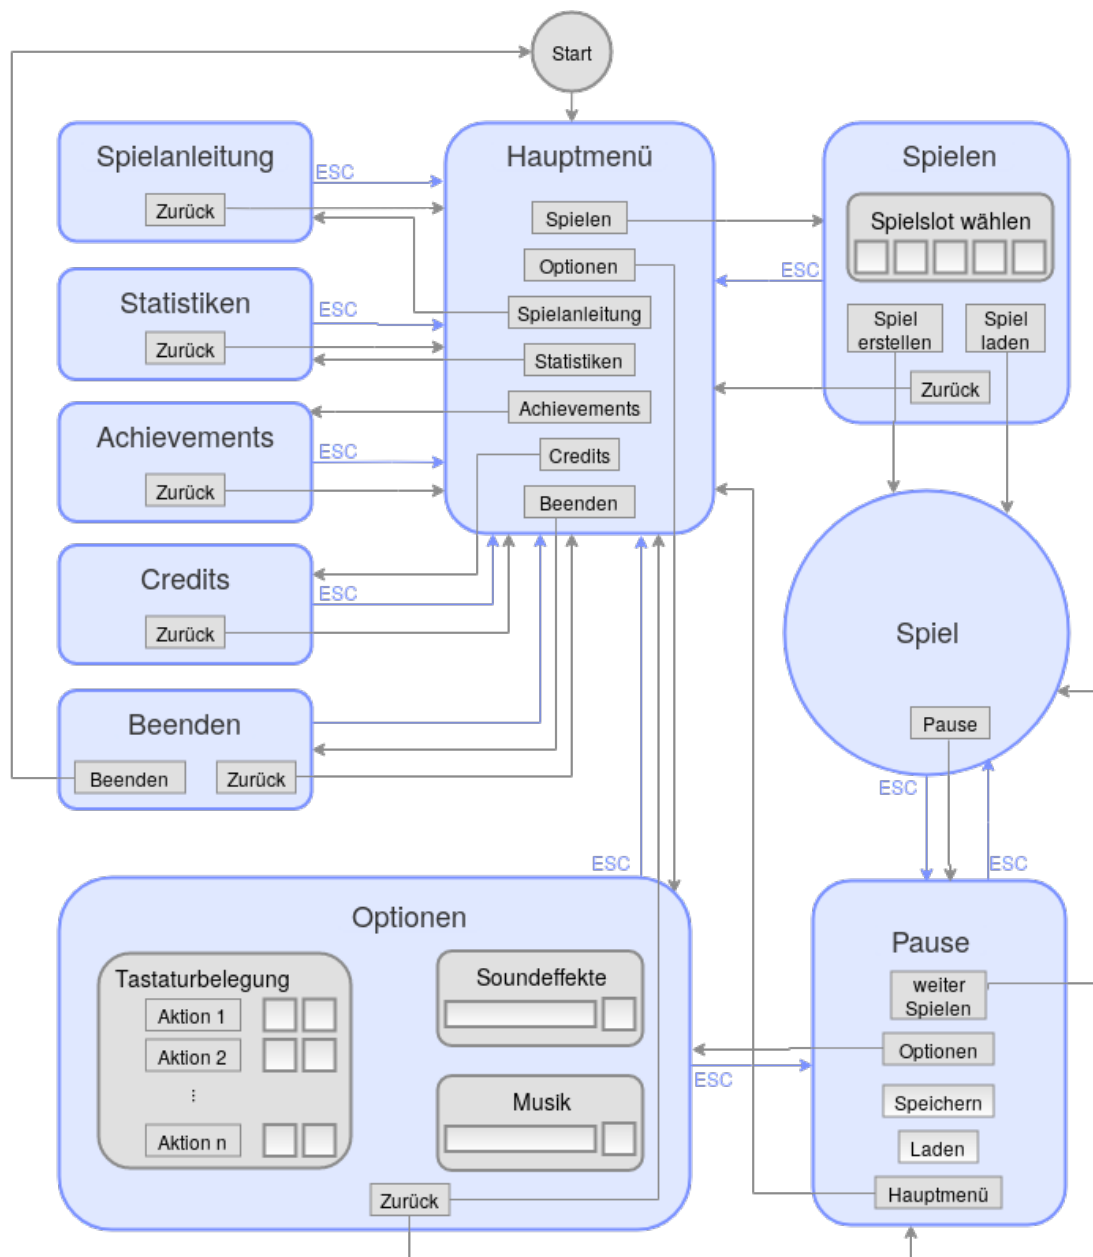 Start
Spielanleitung
ESC
Zurück
Statistiken
ESC
Zurück
Achievements
ESC
Zurück
Credits
ESC
Zurück
Beenden
Beenden
Zurück
Hauptmenü
Spielen
Optionen
Spielanleitung
Statistiken
Achievements
Credits
Beenden
Spielen
Spielslot wählen
ESC
Spiel
erstellen
Spiel
laden
Zurück
Spiel
Pause
ESC
ESC
ESC
Optionen
Tastaturbelegung
Aktion 1
Aktion 2
⋮
Aktion n
Soundeffekte
Musik
Zurück
ESC
Pause
weiter
Spielen
Optionen
Speichern
Laden
Hauptmenü